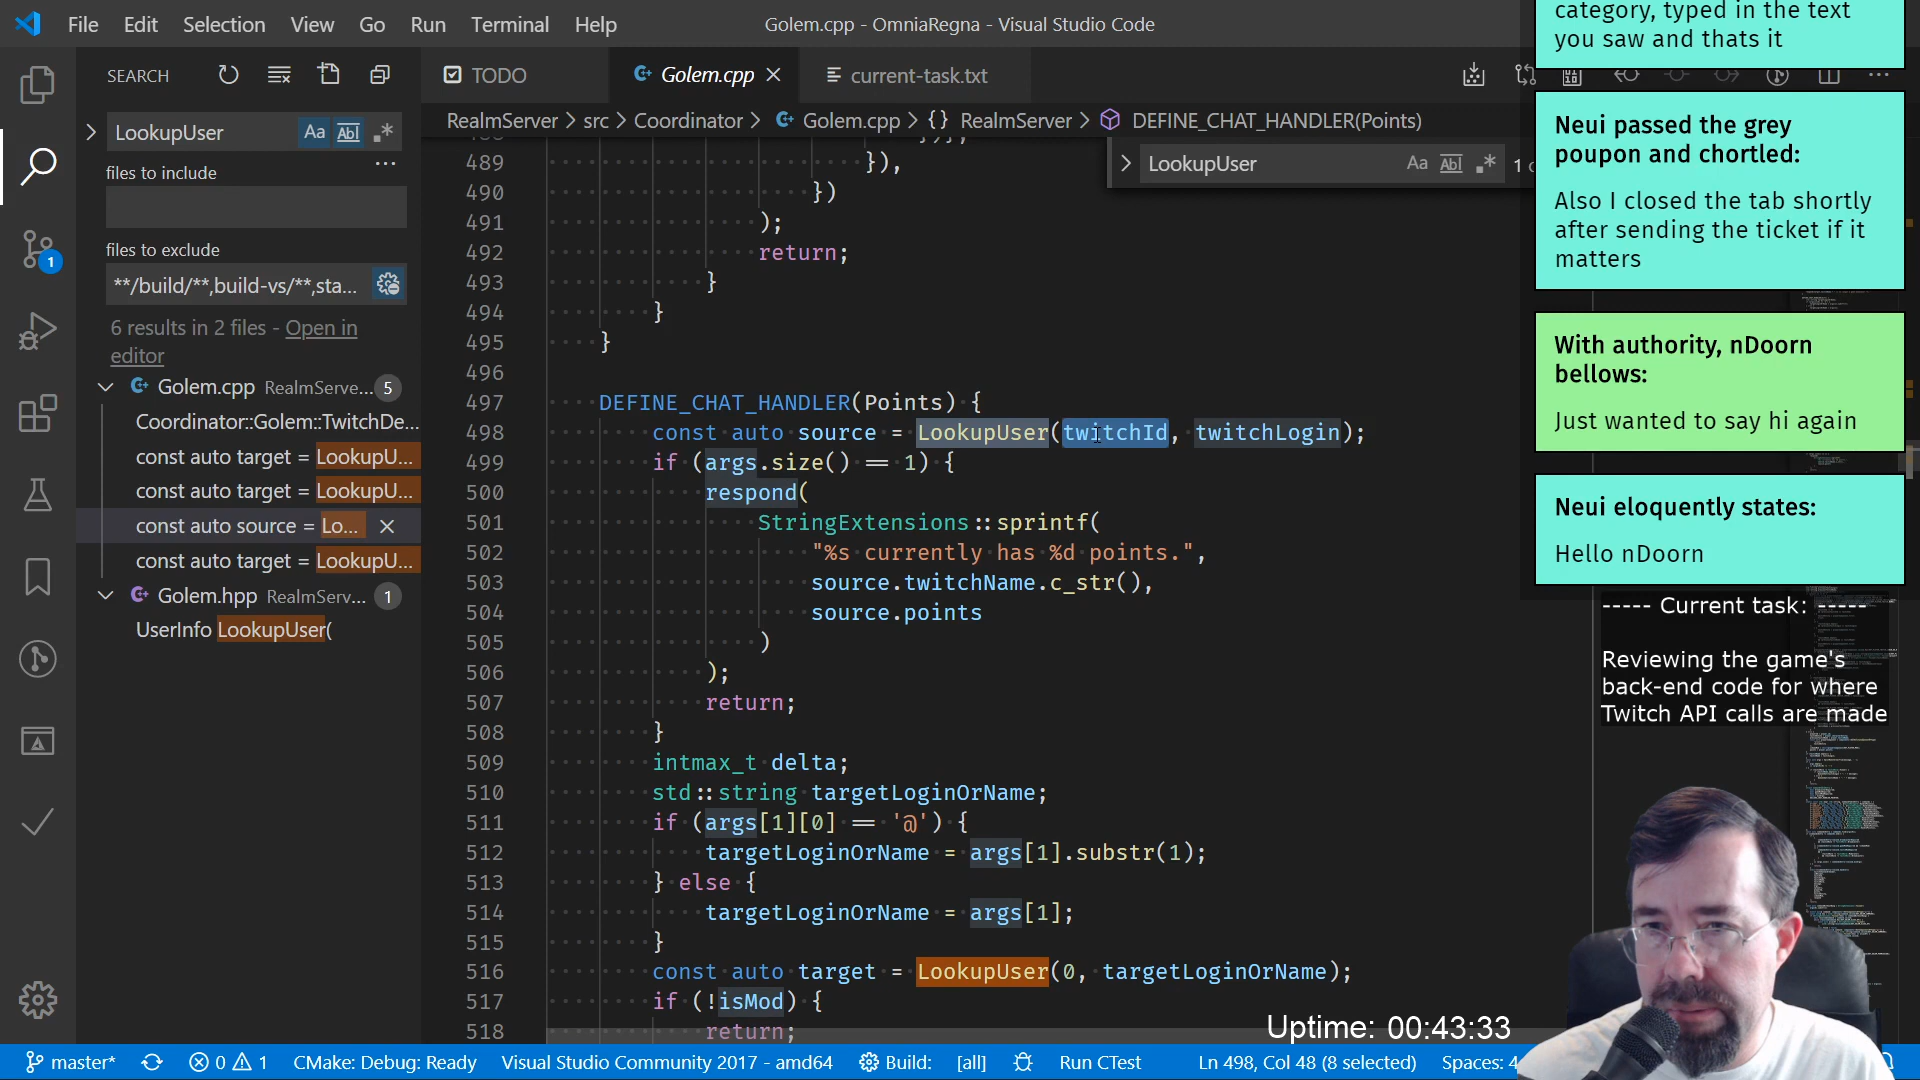 File Edit Selection View Go Run Terminal Help
Golem.cpp - OmniaRegna - Visual Studio Code
SEARCH
LookupUser
Aa Abl
files to include
files to exclude
**/build/**,build-vs/**,sta...
6 results in 2 files - Open in
editor
Golem.cpp RealmServe... 5
Coordinator::Golem::TwitchDe...
const auto target = LookupU...
const auto target = LookupU...
const auto source = Lo...
const auto target = LookupU...
Golem.hpp RealmServ... 1
UserInfo LookupUser(
TODO Golem.cpp current-task.txt
RealmServer > src > Coordinator > Golem.cpp > {} RealmServer > DEFINE_CHAT_HANDLER(Points)
LookupUser Aa Abl 1
489 }),
490 })
491 );
492 return;
493 }
494 }
495 }
496
497 DEFINE_CHAT_HANDLER(Points) {
498 const auto source = LookupUser(twitchId, twitchLogin);
499 if (args.size() == 1) {
500 respond(
501 StringExtensions::sprintf(
502 "%s currently has %d points.",
503 source.twitchName.c_str(),
504 source.points
505 )
506 );
507 return;
508 }
509 intmax_t delta;
510 std::string targetLoginOrName;
511 if (args[1][0] == '@') {
512 targetLoginOrName = args[1].substr(1);
513 } else {
514 targetLoginOrName = args[1];
515 }
516 const auto target = LookupUser(0, targetLoginOrName);
517 if (!isMod) {
518 return;
category, typed in the text
you saw and thats it
Neui passed the grey
poupon and chortled:
Also I closed the tab shortly
after sending the ticket if it
matters
With authority, nDoorn
bellows:
Just wanted to say hi again
Neui eloquently states:
Hello nDoorn
----- Current task: -----
Reviewing the game's
back-end code for where
Twitch API calls are made
Uptime: 00:43:33
1
master* 0 1 CMake: Debug: Ready Visual Studio Community 2017 - amd64 Build: [all] Run CTest Ln 498, Col 48 (8 selected) Spaces: 4